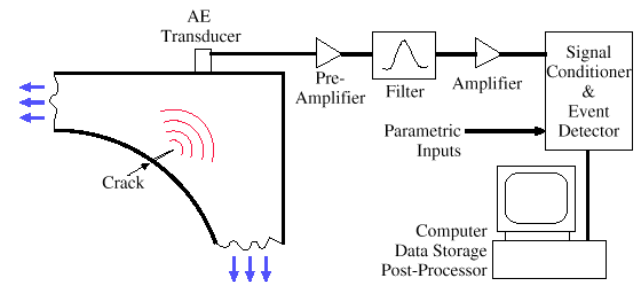 AE
Transducer
Pre-
Amplifier
Filter
Amplifier
Signal
Conditioner
&
Event
Detector
Parametric
Inputs
Crack
Computer
Data Storage
Post-Processor